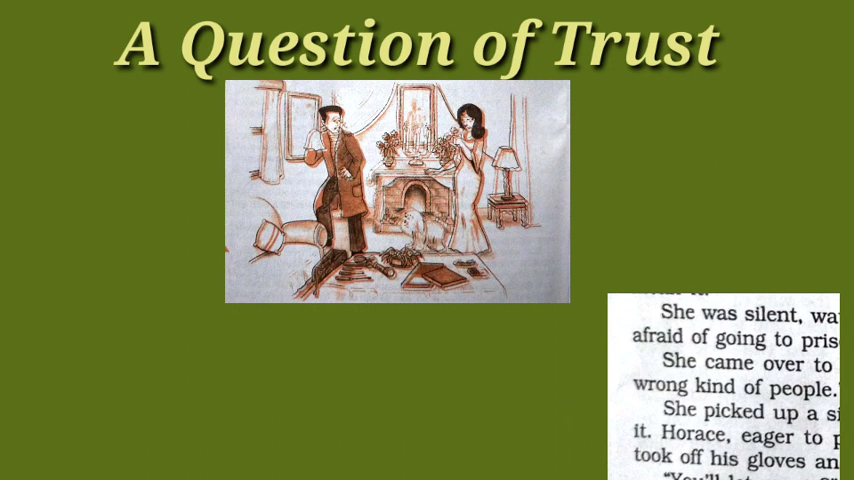 A Question of Trust
She was silent, wa
afraid of going to pris
She came over to
wrong kind of people.
She picked up a si
it. Horace, eager to p
took off his gloves an